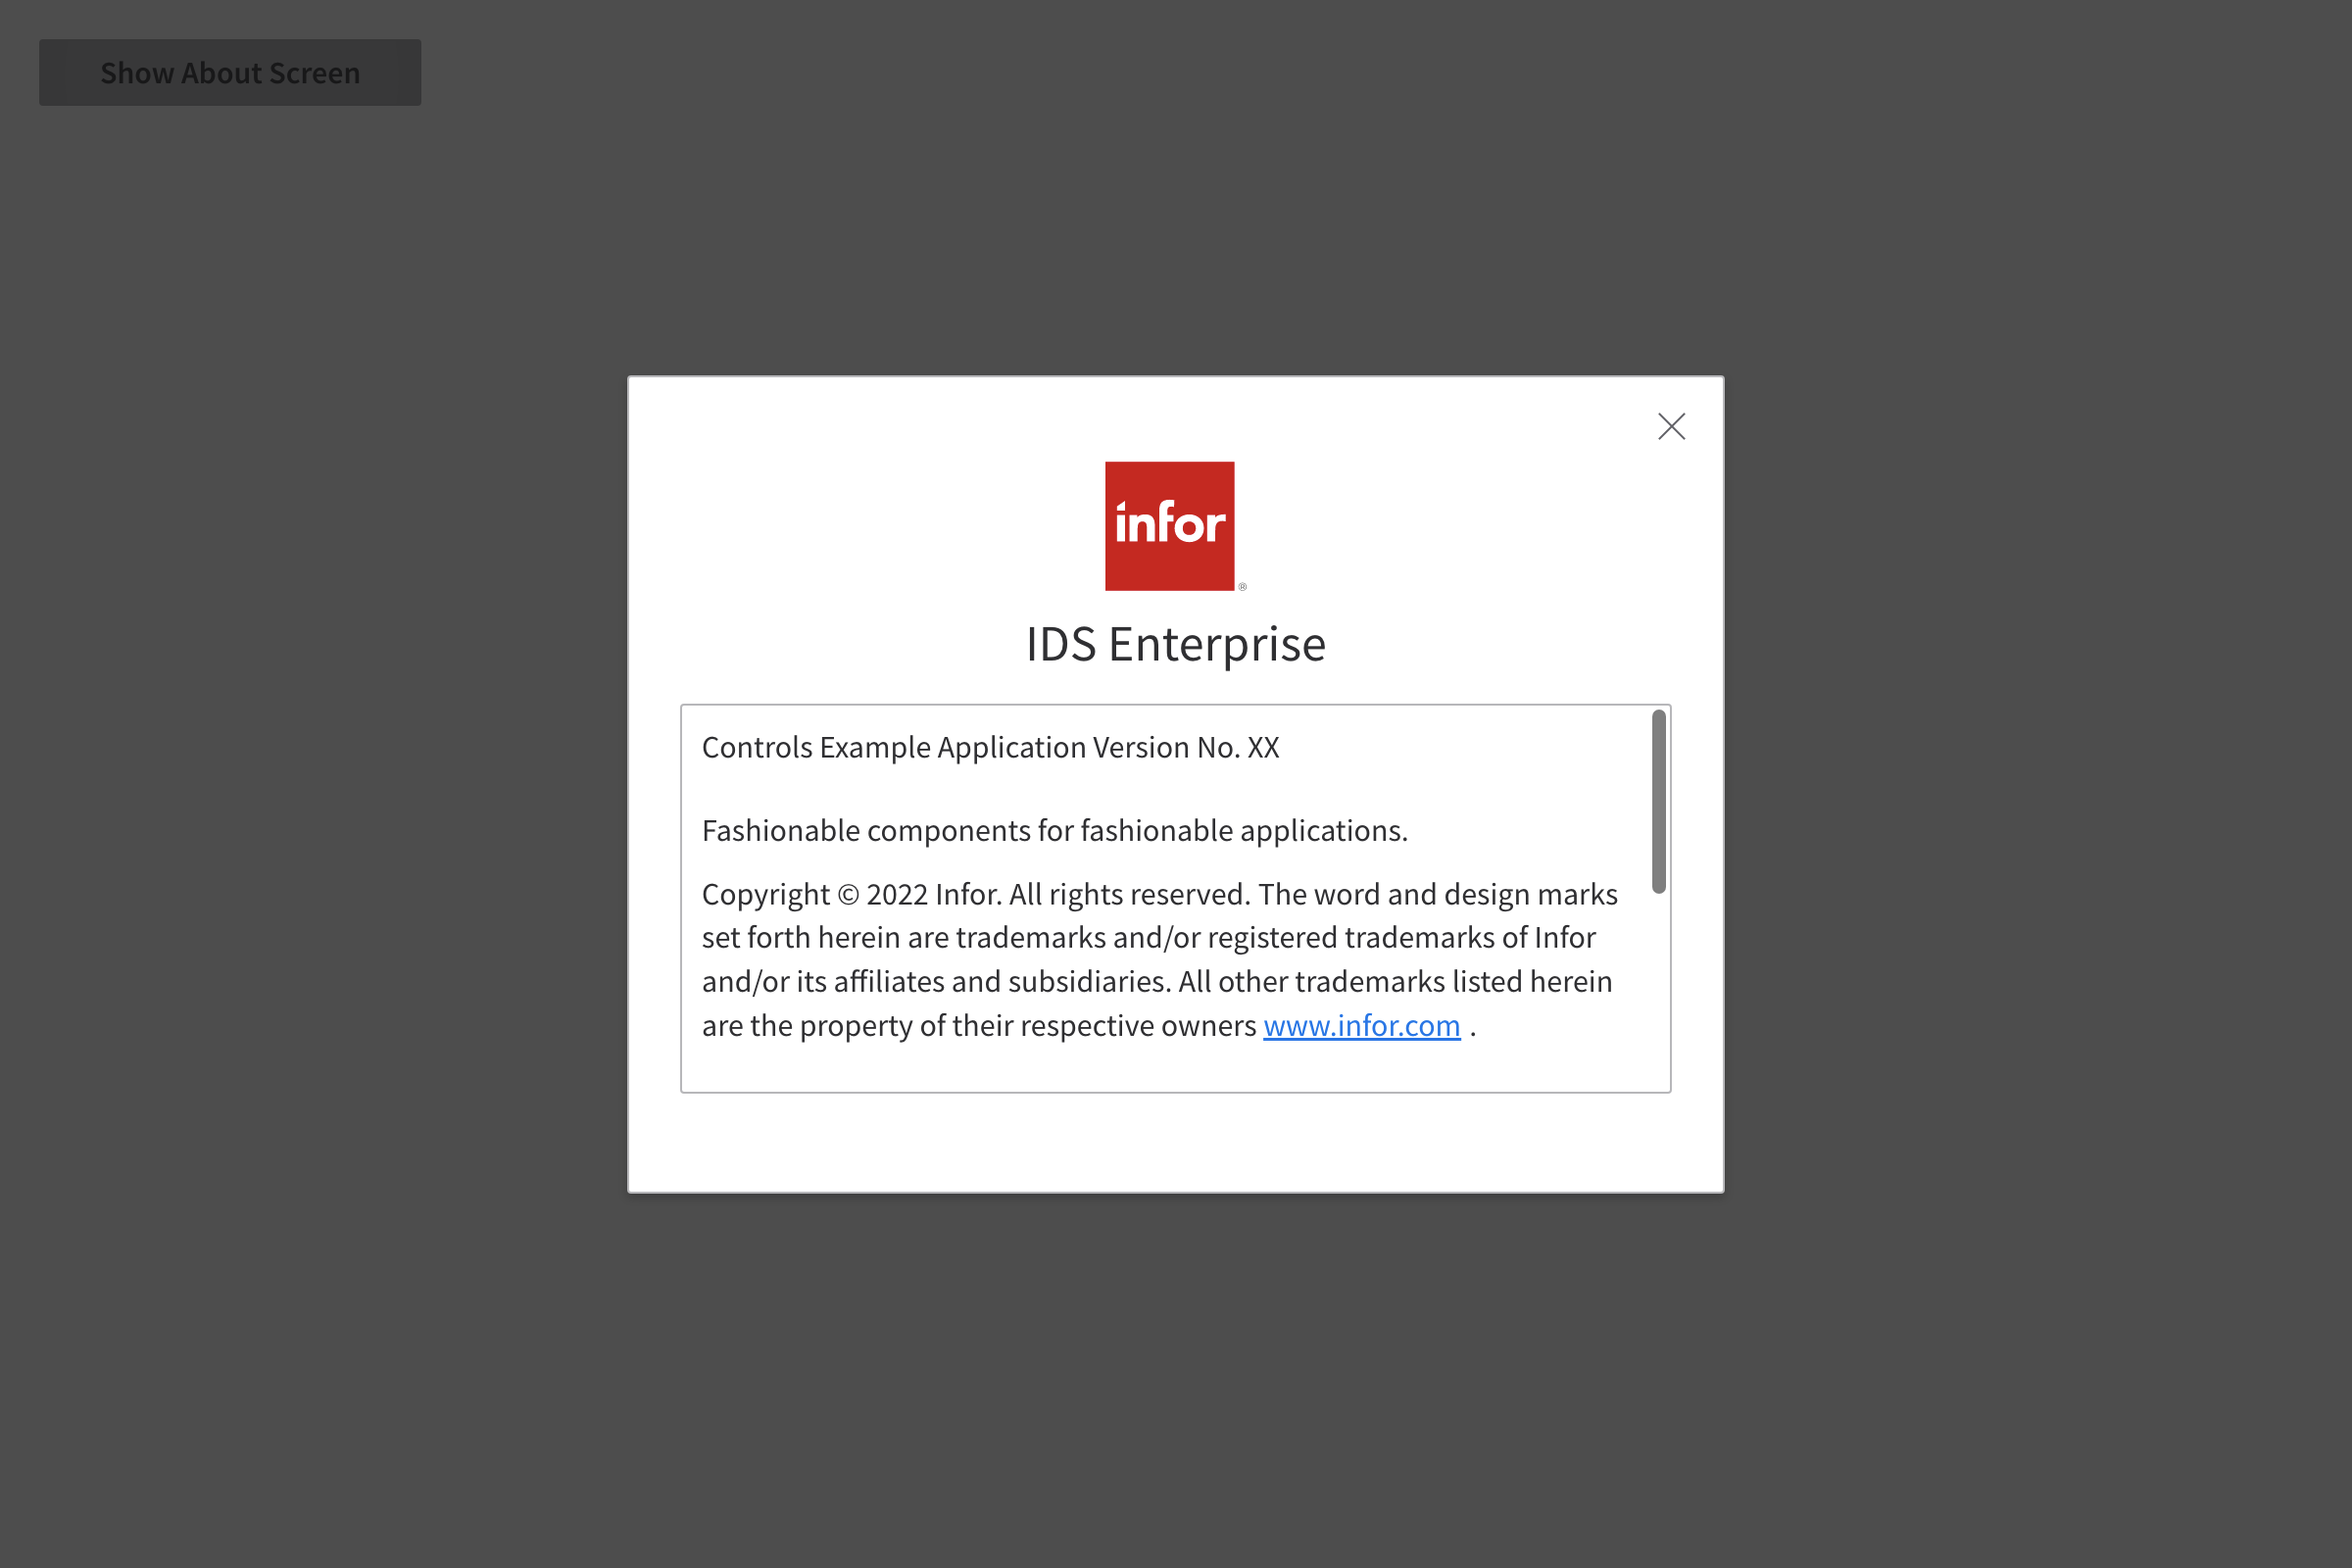 Show About Screen
infor
®
IDS Enterprise
Controls Example Application Version No. XX
Fashionable components for fashionable applications.
Copyright © 2022 Infor. All rights reserved. The word and design marks
set forth herein are trademarks and/or registered trademarks of Infor
and/or its affiliates and subsidiaries. All other trademarks listed herein
are the property of their respective owners www.infor.com .